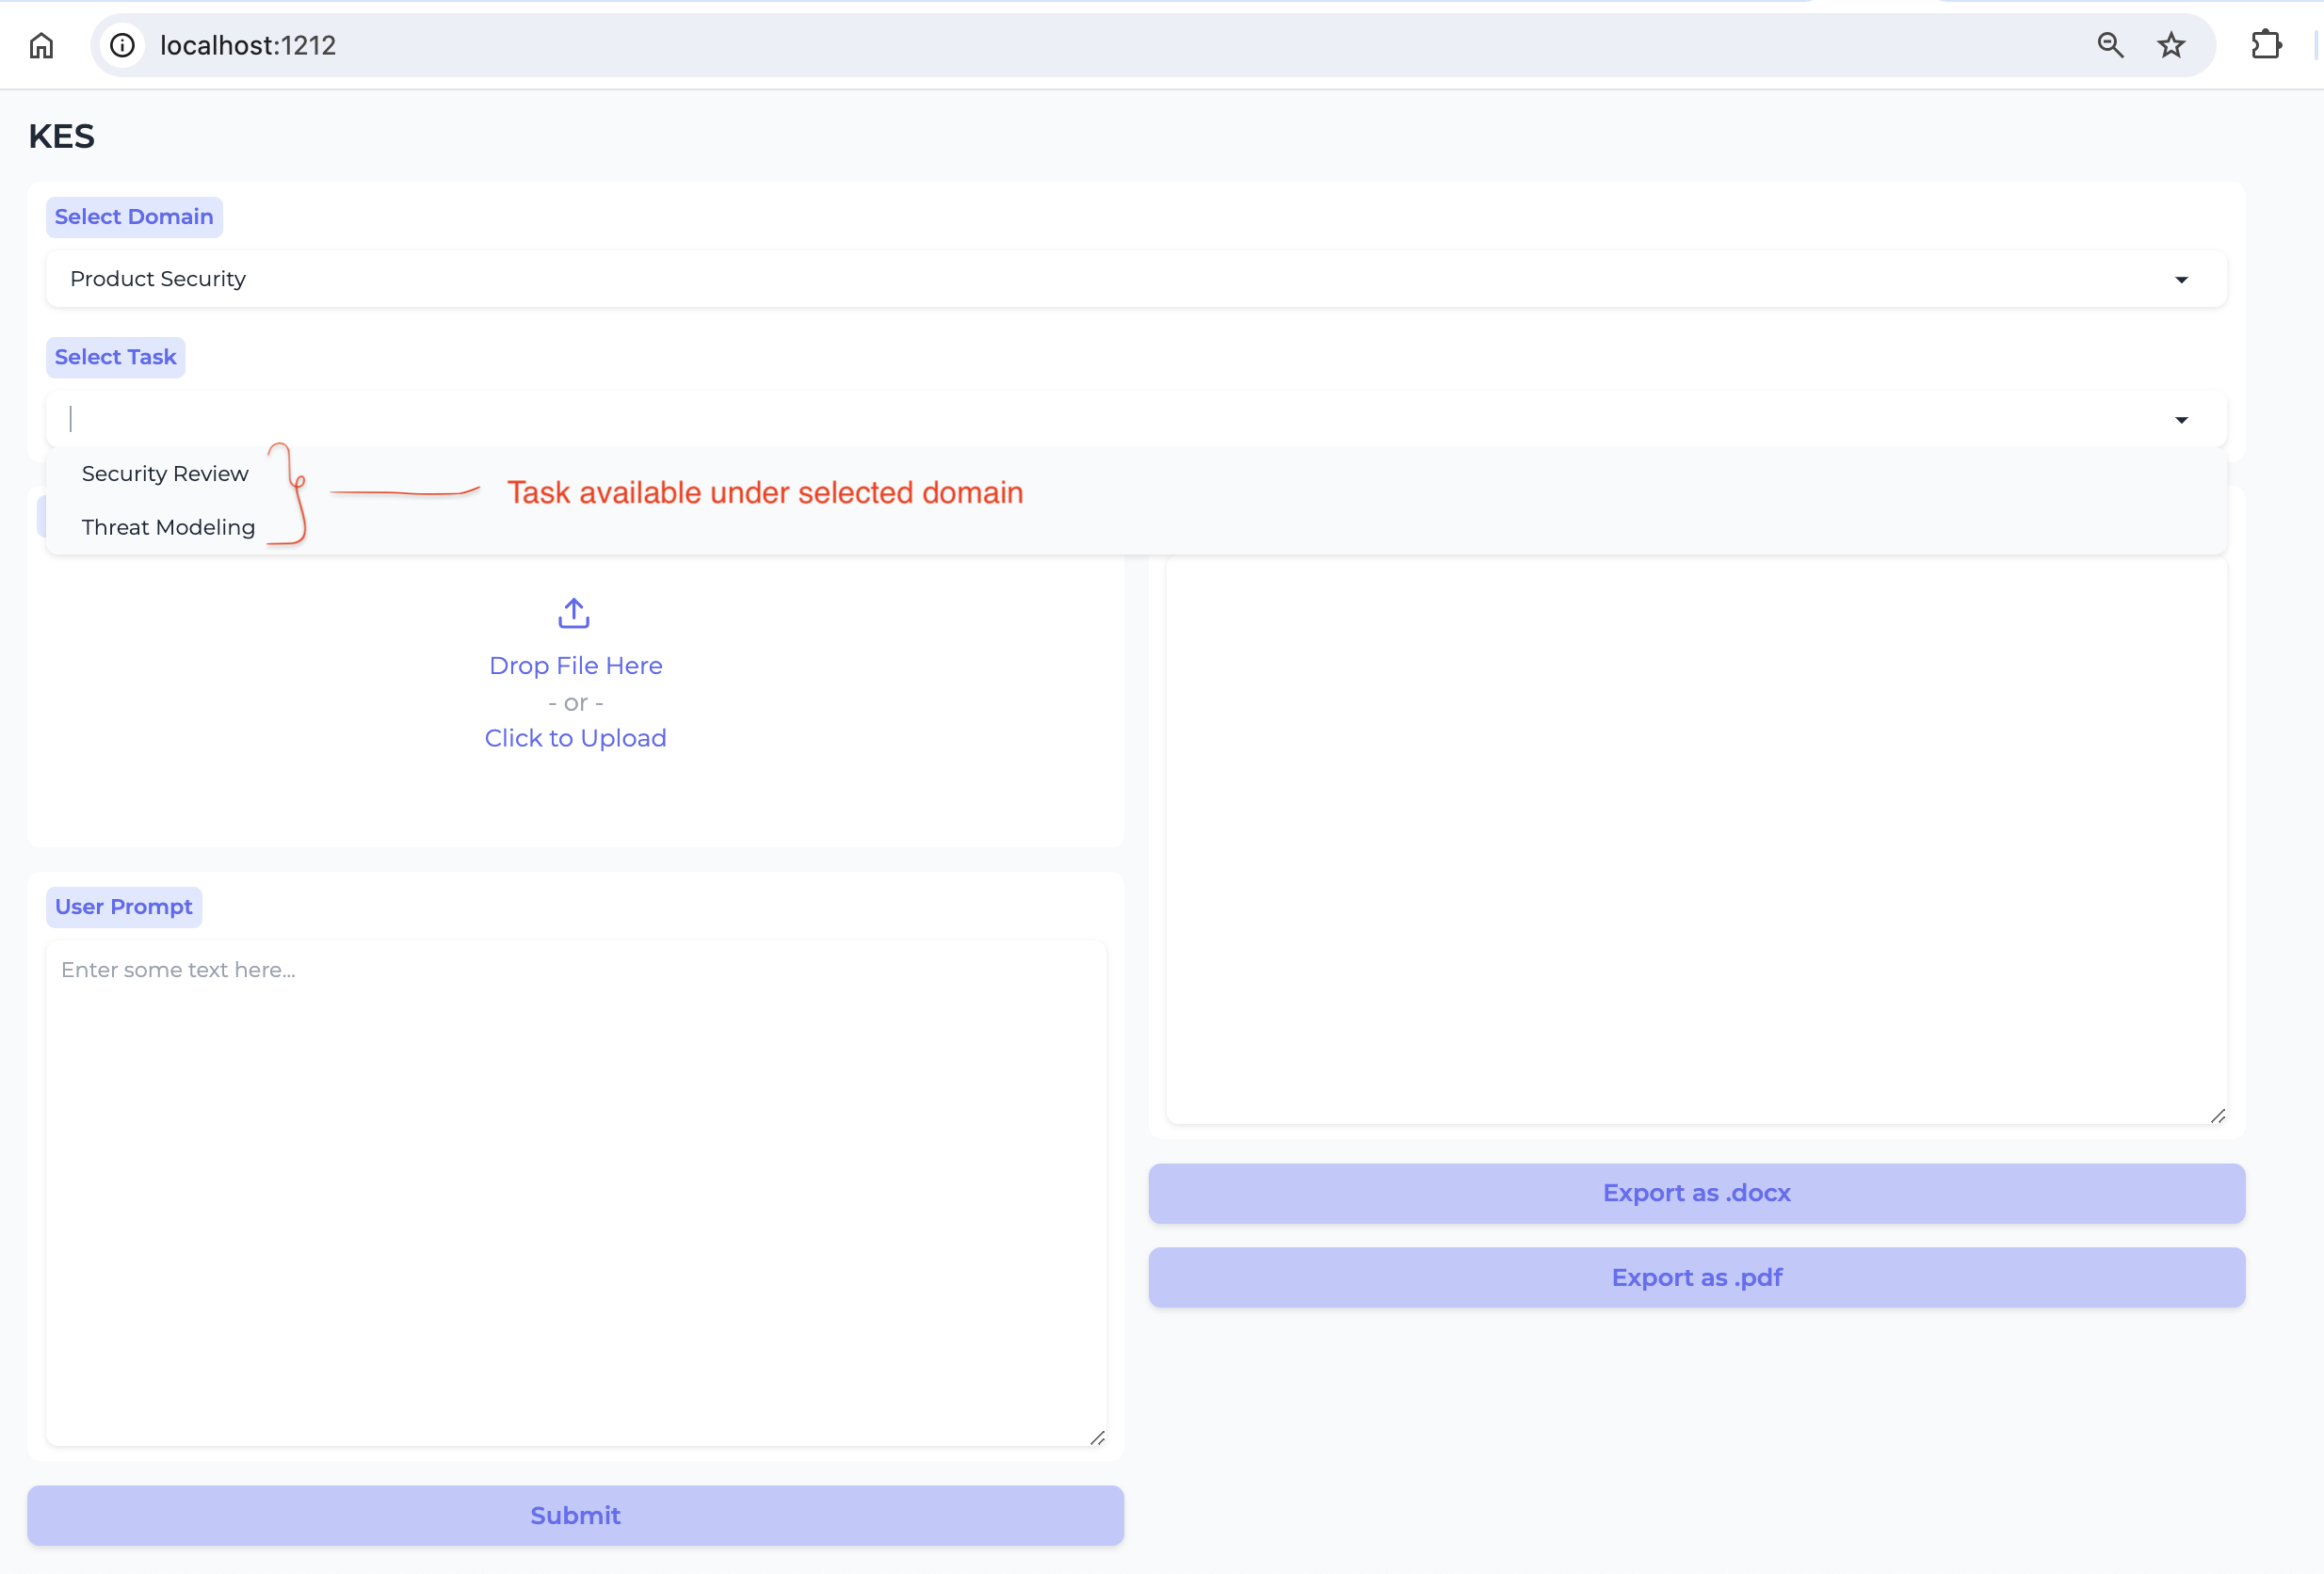 localhost:1212
KES
Select Domain
Product Security
Select Task
Security Review
Threat Modeling
Task available under selected domain
Drop File Here
- or -
Click to Upload
User Prompt
Enter some text here...
Submit
Export as .docx
Export as .pdf